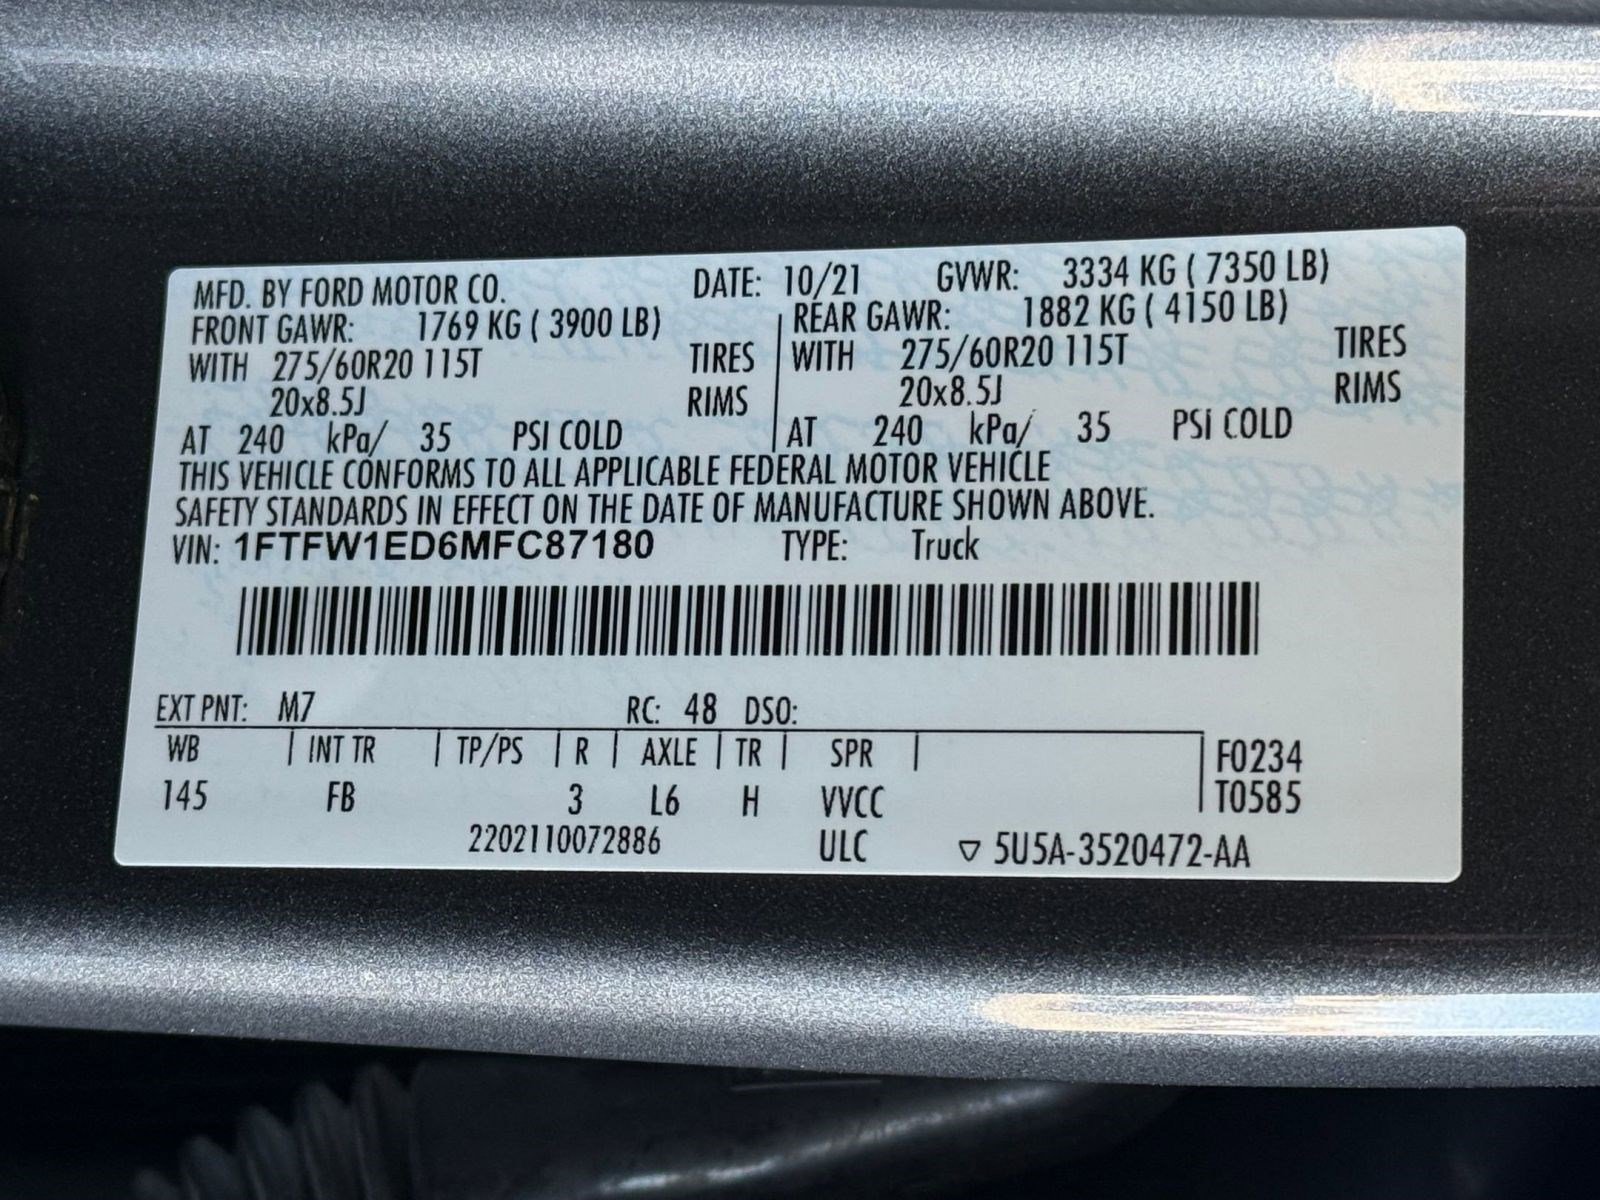 MFD. BY FORD MOTOR CO. DATE: 10/21 GVWR: 3334 KG ( 7350 LB)
FRONT GAWR: 1769 KG ( 3900 LB) REAR GAWR: 1882 KG ( 4150 LB)
WITH 275/60R20 115T TIRES WITH 275/60R20 115T TIRES
20x8.5J RIMS 20x8.5J RIMS
AT 240 kPa/ 35 PSI COLD AT 240 kPa/ 35 PSI COLD
THIS VEHICLE CONFORMS TO ALL APPLICABLE FEDERAL MOTOR VEHICLE
SAFETY STANDARDS IN EFFECT ON THE DATE OF MANUFACTURE SHOWN ABOVE.
VIN: 1FTFW1ED6MFC87180 TYPE: Truck
EXT PNT: M7 RC: 48 DSO:
WB INT TR TP/PS R AXLE TR SPR F0234
145 FB 3 L6 H VVCC T0585
2202110072886 ULC ▽ 5U5A-3520472-AA